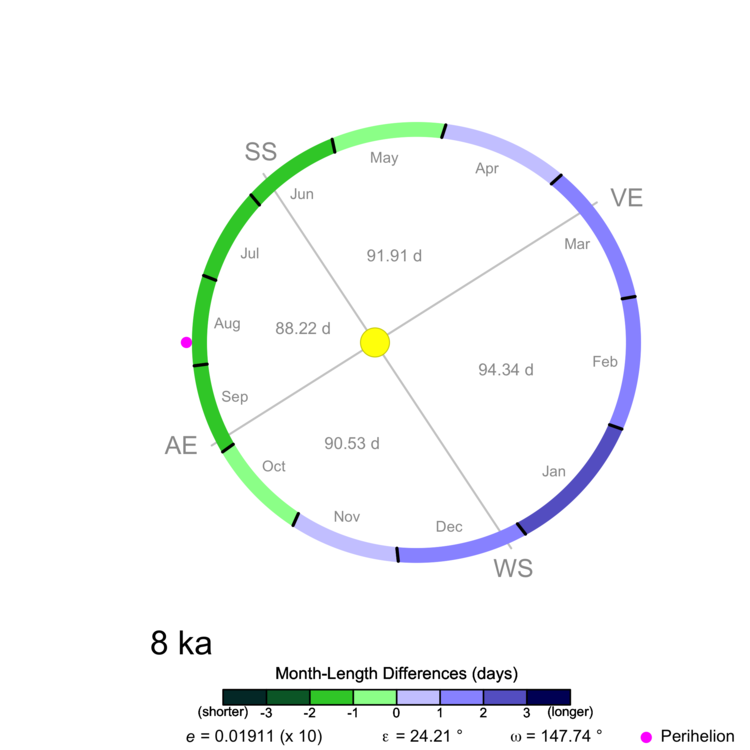 SS
May
Apr
Jun
VE
Mar
Jul
91.91 d
Aug
88.22 d
Feb
94.34 d
Sep
AE
90.53 d
Oct
Jan
Nov
Dec
WS
8 ka
Month-Length Differences (days)
(shorter) -3 -2 -1 0 1 2 3 (longer)
e = 0.01911 (x 10) ε = 24.21 ° ω = 147.74 ° Perihelion